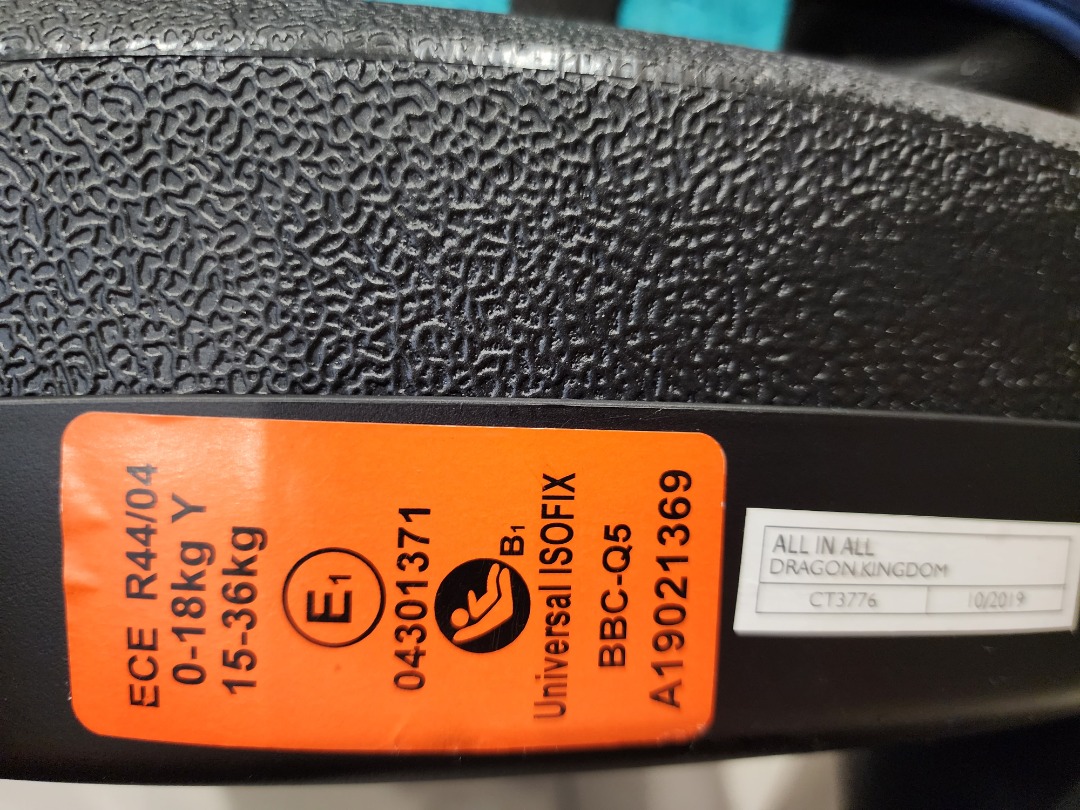 ECE R44/04
0-18kg Y
15-36kg
E1
04301371
B1
Universal ISOFIX
BBC-Q5
A19021369
ALL IN ALL
DRAGON KINGDOM
CT3776 10/2019